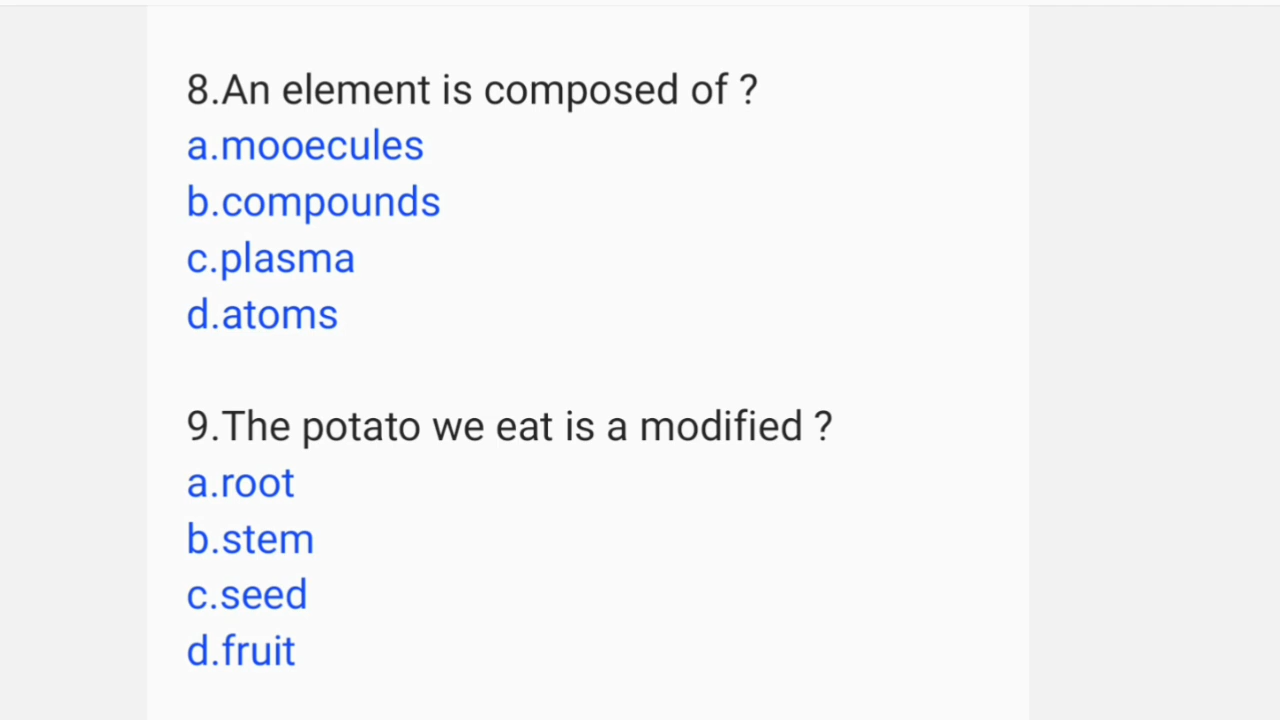 8.An element is composed of ?
a.mooecules
b.compounds
c.plasma
d.atoms
9.The potato we eat is a modified ?
a.root
b.stem
c.seed
d.fruit